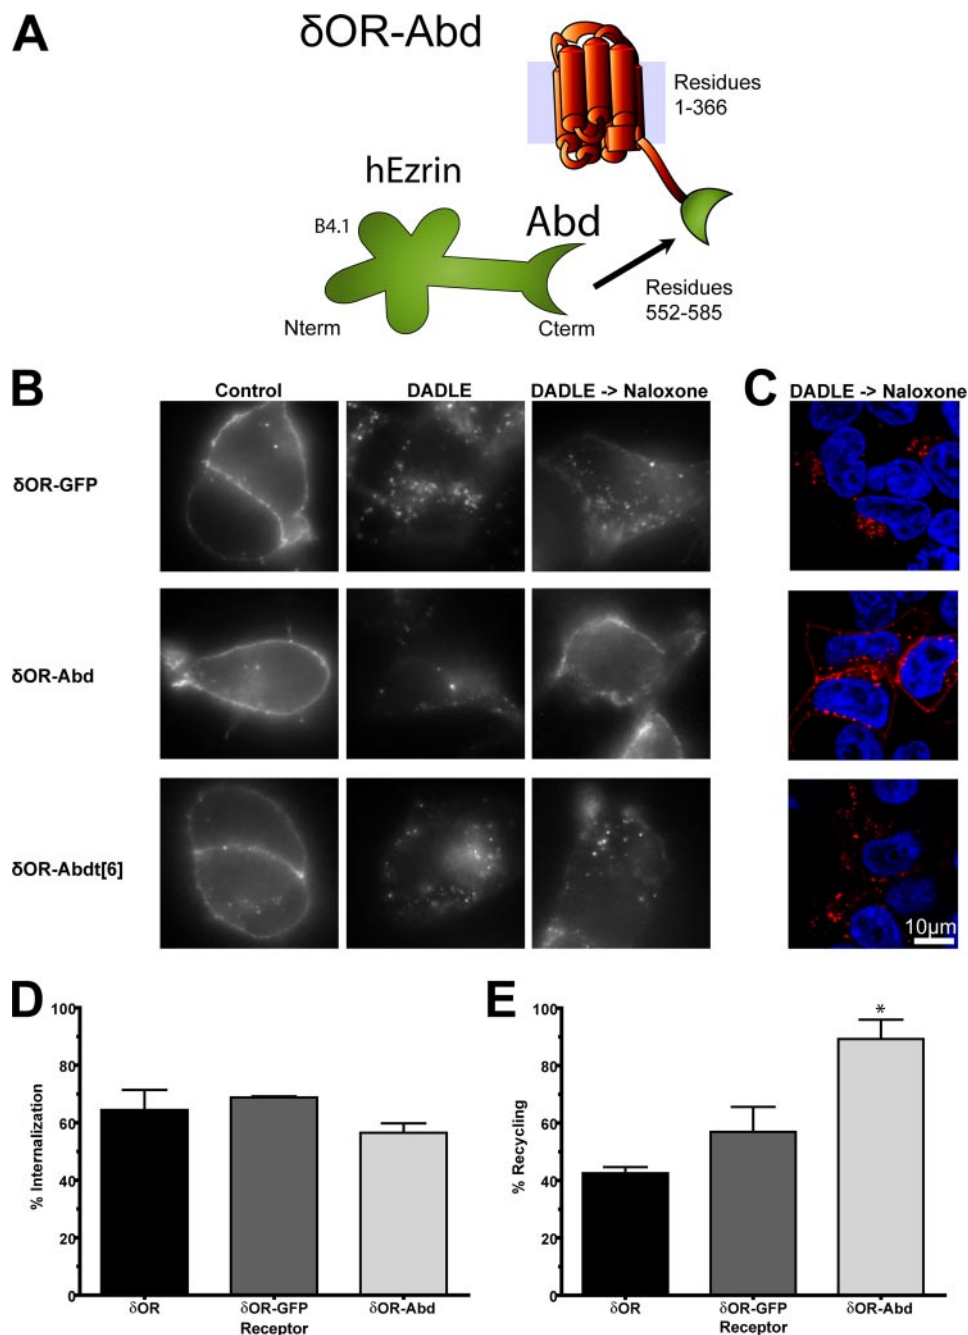 A
δOR-Abd
Residues
1-366
hEzrin
B4.1
Abd
Residues
552-585
Nterm
Cterm
B
Control
DADLE
DADLE -> Naloxone
C
DADLE -> Naloxone
δOR-GFP
δOR-Abd
δOR-Abdt[6]
10μm
D
100
80
60
40
20
0
% Internalization
δOR
δOR-GFP
δOR-Abd
Receptor
E
100
80
60
40
20
0
% Recycling
*
δOR
δOR-GFP
δOR-Abd
Receptor